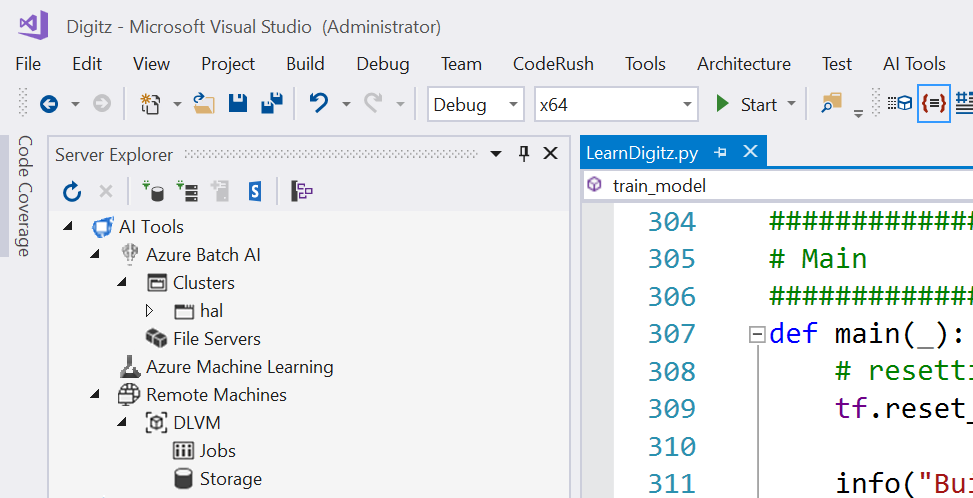 Digitz - Microsoft Visual Studio (Administrator)
File Edit View Project Build Debug Team CodeRush Tools Architecture Test AI Tools
Debug x64 Start
Code Coverage
Server Explorer
AI Tools
Azure Batch AI
Clusters
hal
File Servers
Azure Machine Learning
Remote Machines
DLVM
Jobs
Storage
LearnDigitz.py
train_model
304 #############
305 # Main
306 #############
307 def main(_):
308 # resetti
309 tf.reset_
310
311 info("Bui